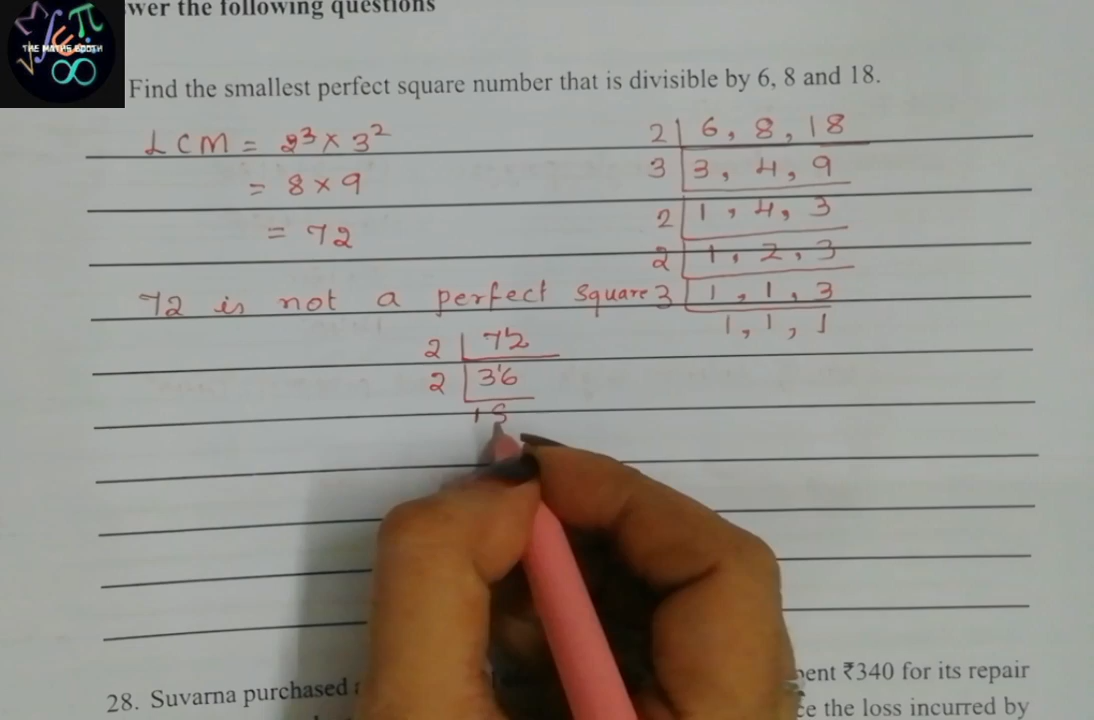 wer the following questions
THE MATHS BOOTH
Find the smallest perfect square number that is divisible by 6, 8 and 18.
LCM = 2³ × 3²
= 8 × 9
= 72
2 | 6, 8, 18
3 | 3, 4, 9
2 | 1, 4, 3
2 | 1, 2, 3
3 | 1, 1, 3
1, 1, 1
72 is not a perfect square
2 | 72
2 | 36
28. Suvarna purchased
ent ₹340 for its repair
the loss incurred by